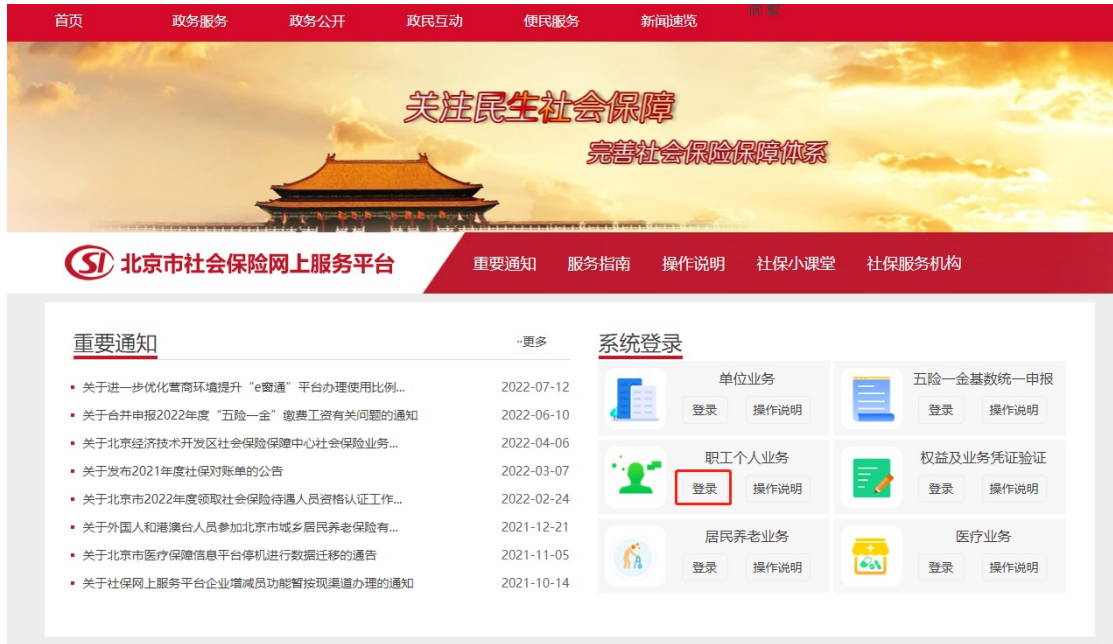 首页 政务服务 政务公开 政民互动 便民服务 新闻速览
关注民生社会保障
完善社会保险保障体系
SI 北京市社会保险网上服务平台
重要通知 服务指南 操作说明 社保小课堂 社保服务机构
重要通知
··更多
关于进一步优化营商环境提升“e窗通”平台办理使用比例... 2022-07-12
关于合并申报2022年度“五险一金”缴费工资有关问题的通知 2022-06-10
关于北京经济技术开发区社会保险保障中心社会保险业务... 2022-04-06
关于发布2021年度社保对账单的公告 2022-03-07
关于北京市2022年度领取社会保险待遇人员资格认证工作... 2022-02-24
关于外国人和港澳台人员参加北京市城乡居民养老保险有... 2021-12-21
关于北京市医疗保障信息平台停机进行数据迁移的通告 2021-11-05
关于社保网上服务平台企业增减员功能暂按现渠道办理的通知 2021-10-14
系统登录
单位业务
登录 操作说明
五险一金基数统一申报
登录 操作说明
职工个人业务
登录 操作说明
权益及业务凭证验证
登录 操作说明
居民养老业务
登录 操作说明
医疗业务
登录 操作说明